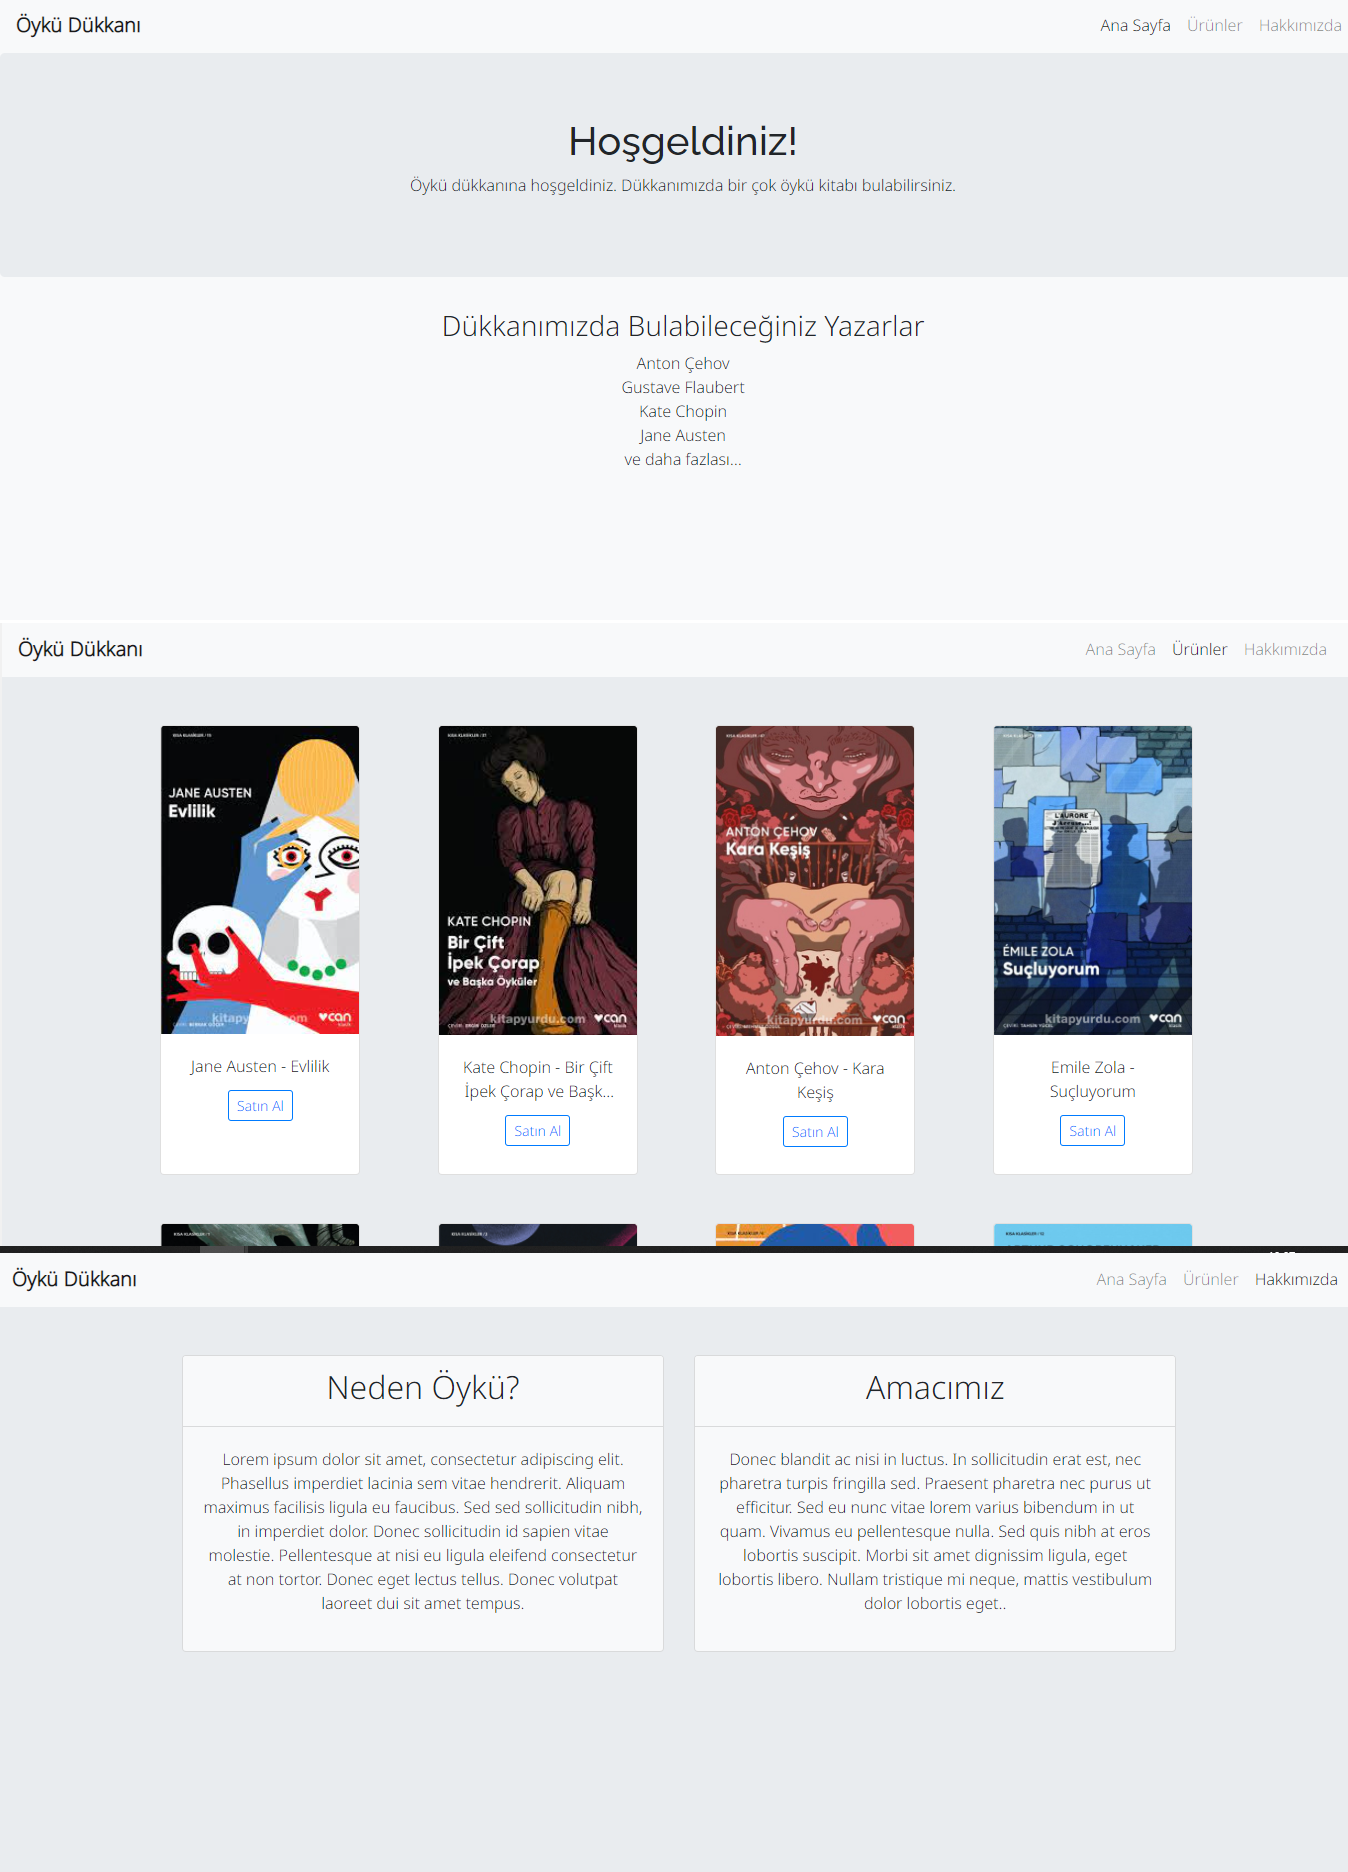 Öykü Dükkanı
Ana Sayfa Ürünler Hakkımızda
Hoşgeldiniz!
Öykü dükkanına hoşgeldiniz. Dükkanımızda bir çok öykü kitabı bulabilirsiniz.
Dükkanımızda Bulabileceğiniz Yazarlar
Anton Çehov
Gustave Flaubert
Kate Chopin
Jane Austen
ve daha fazlası...
Öykü Dükkanı
Ana Sayfa Ürünler Hakkımızda
JANE AUSTEN
Evlilik
kitapyurdu.com
can
Jane Austen - Evlilik
Satın Al
KISA KLASİKLER / 21
KATE CHOPIN
Bir Çift
İpek Çorap
ve Başka Öyküler
kitapyurdu.com
can
Kate Chopin - Bir Çift
İpek Çorap ve Başk...
Satın Al
ANTON ÇEHOV
Kara Keşiş
kitapyurdu.com
can
Anton Çehov - Kara
Keşiş
Satın Al
L'AURORE
J'Accuse...!
ÉMILE ZOLA
Suçluyorum
kitapyurdu.com
can
Emile Zola -
Suçluyorum
Satın Al
Öykü Dükkanı
Ana Sayfa Ürünler Hakkımızda
Neden Öykü?
Lorem ipsum dolor sit amet, consectetur adipiscing elit.
Phasellus imperdiet lacinia sem vitae hendrerit. Aliquam
maximus facilisis ligula eu faucibus. Sed sed sollicitudin nibh,
in imperdiet dolor. Donec sollicitudin id sapien vitae
molestie. Pellentesque at nisi eu ligula eleifend consectetur
at non tortor. Donec eget lectus tellus. Donec volutpat
laoreet dui sit amet tempus.
Amacımız
Donec blandit ac nisi in luctus. In sollicitudin erat est, nec
pharetra turpis fringilla sed. Praesent pharetra nec purus ut
efficitur. Sed eu nunc vitae lorem varius bibendum in ut
quam. Vivamus eu pellentesque nulla. Sed quis nibh at eros
lobortis suscipit. Morbi sit amet dignissim ligula, eget
lobortis libero. Nullam tristique mi neque, mattis vestibulum
dolor lobortis eget..